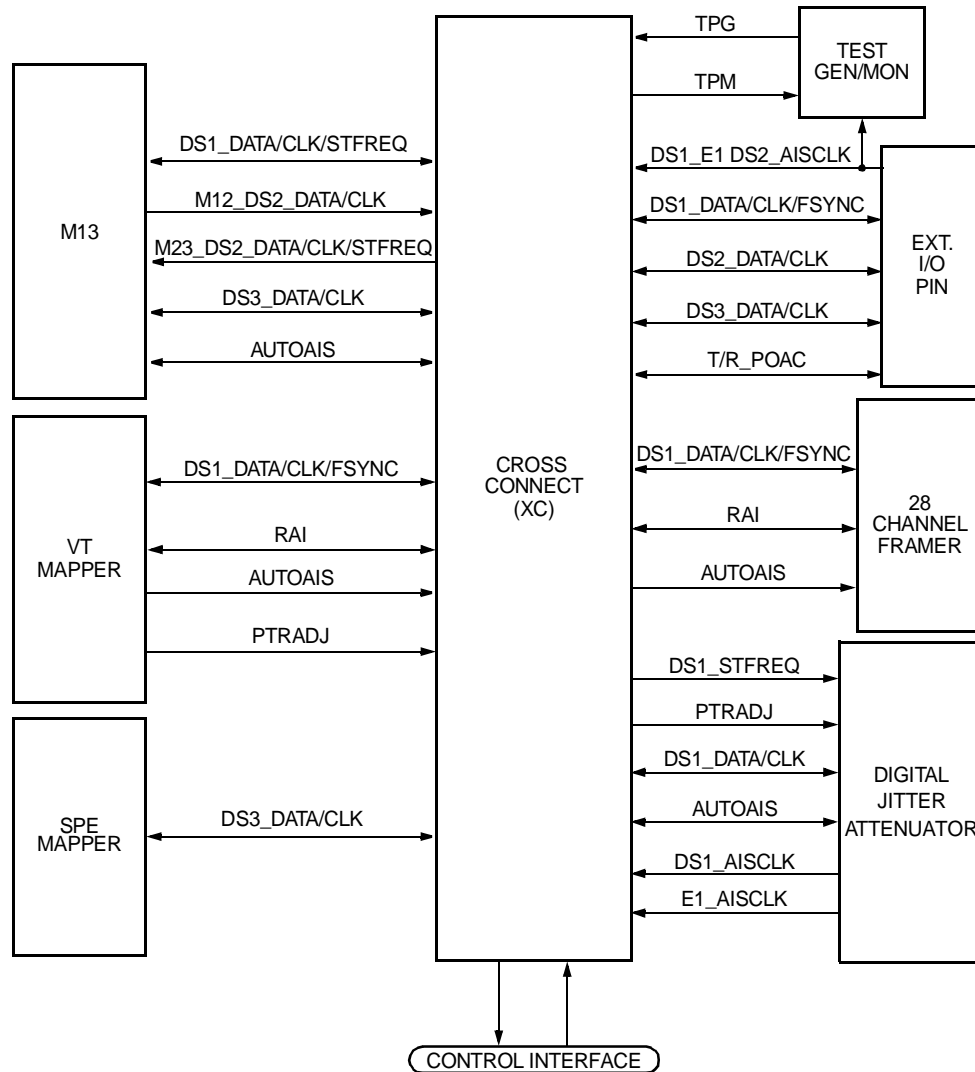 TPG
TEST
GEN/MON
TPM
DS1_DATA/CLK/STFREQ
M12_DS2_DATA/CLK
M13
M23_DS2_DATA/CLK/STFREQ
DS3_DATA/CLK
AUTOAIS
DS1_E1 DS2_AISCLK
DS1_DATA/CLK/FSYNC
DS2_DATA/CLK
DS3_DATA/CLK
T/R_POAC
EXT.
I/O
PIN
CROSS
CONNECT
(XC)
DS1_DATA/CLK/FSYNC
RAI
AUTOAIS
PTRADJ
VT
MAPPER
DS1_DATA/CLK/FSYNC
RAI
AUTOAIS
28
CHANNEL
FRAMER
SPE
MAPPER
DS3_DATA/CLK
DS1_STFREQ
PTRADJ
DS1_DATA/CLK
AUTOAIS
DS1_AISCLK
E1_AISCLK
DIGITAL
JITTER
ATTENUATOR
CONTROL INTERFACE